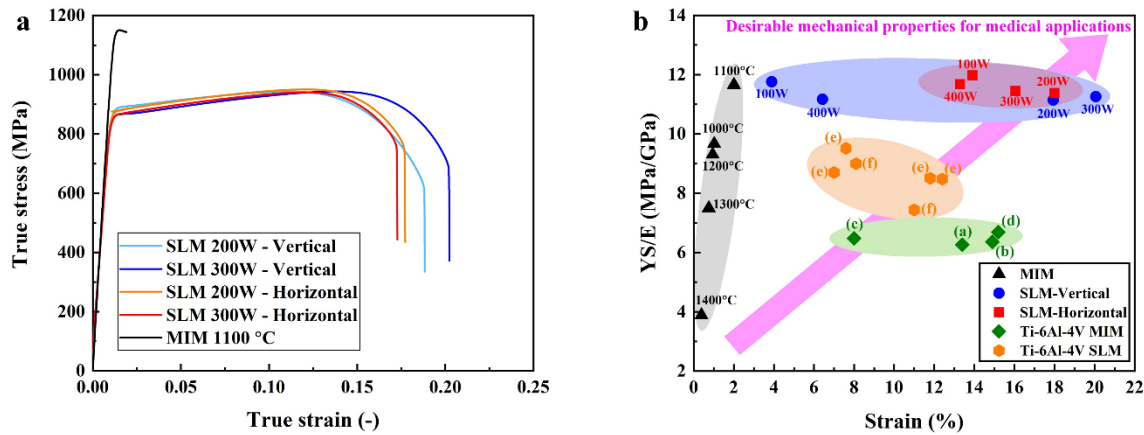 a
True stress (MPa)
1200
1000
800
600
400
200
0
0.00
0.05
0.10
0.15
0.20
0.25
True strain (-)
SLM 200W - Vertical
SLM 300W - Vertical
SLM 200W - Horizontal
SLM 300W - Horizontal
MIM 1100 °C
b
Desirable mechanical properties for medical applications
YS/E (MPa/GPa)
14
12
10
8
6
4
2
0
2
4
6
8
10
12
14
16
18
20
22
Strain (%)
1100°C
1000°C
1200°C
1300°C
1400°C
100W
400W
200W
300W
100W
400W
300W
200W
(e)
(f)
(e)
(e)
(e)
(f)
(c)
(a)
(d)
(b)
MIM
SLM-Vertical
SLM-Horizontal
Ti-6Al-4V MIM
Ti-6Al-4V SLM